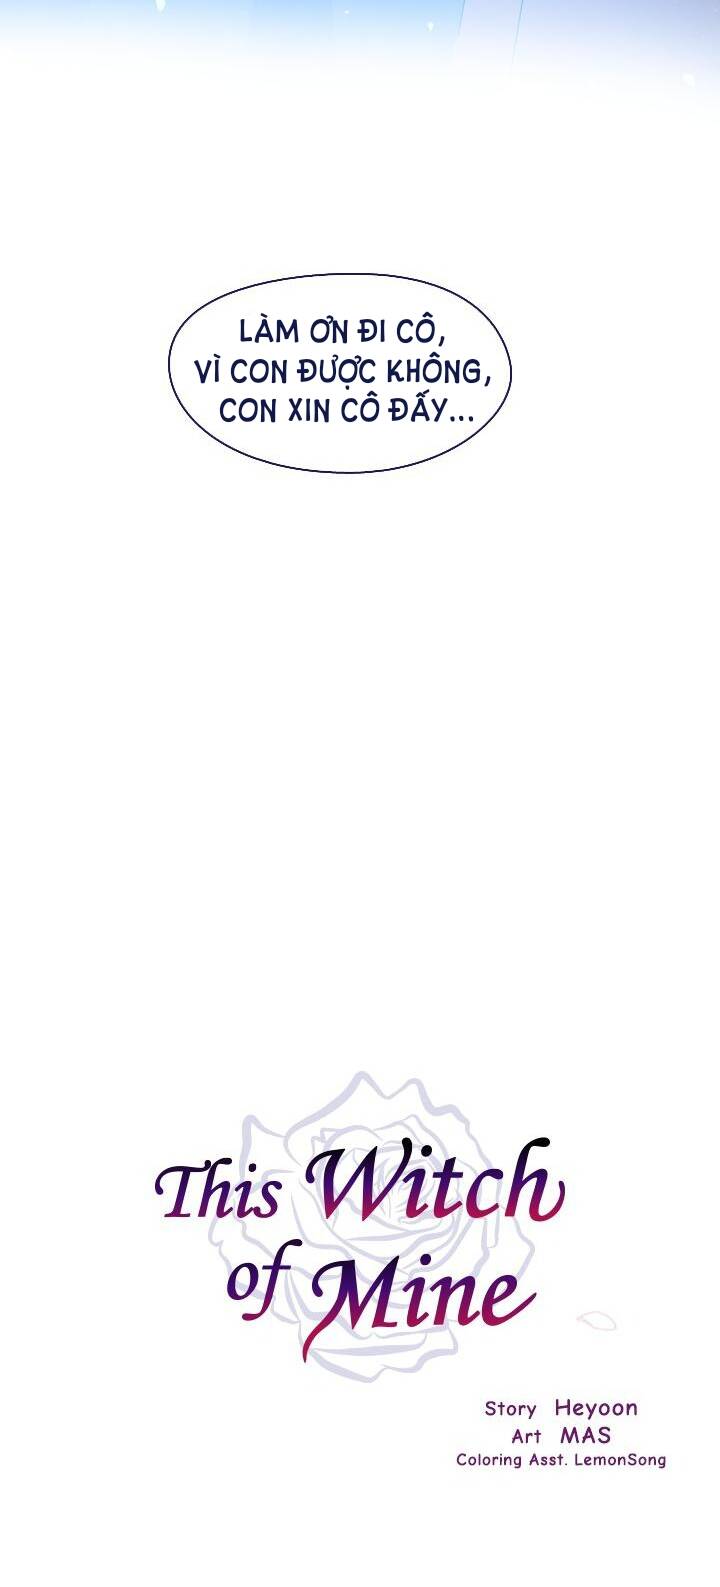 LÀM ƠN ĐI CÔ,
VÌ CON ĐƯỢC KHÔNG,
CON XIN CÔ ĐẤY...
This Witch
of Mine
Story Heyoon
Art MAS
Coloring Asst. LemonSong